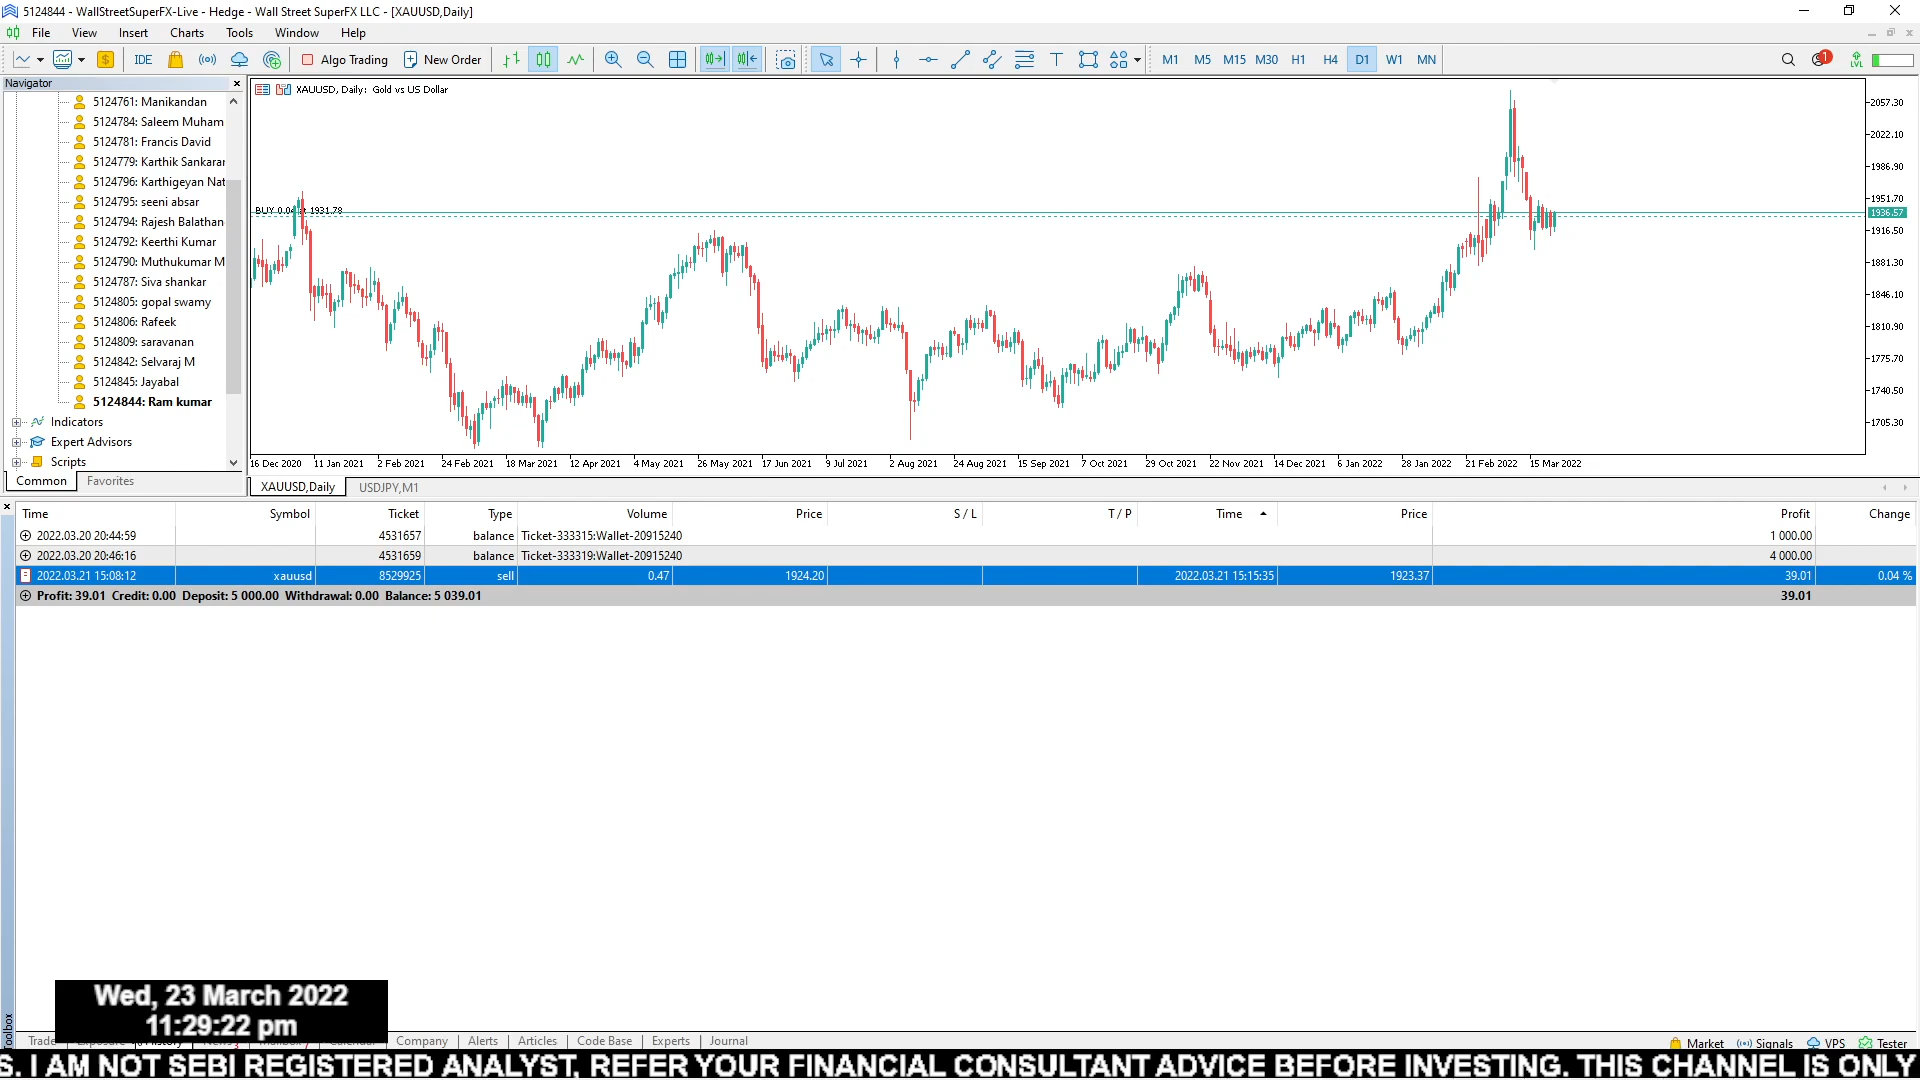 5124844 - WallStreetSuperFX-Live - Hedge - Wall Street SuperFX LLC - [XAUUSD,Daily]
File View Insert Charts Tools Window Help
IDE Algo Trading New Order M1 M5 M15 M30 H1 H4 D1 W1 MN 1 LVL
Navigator
5124761: Manikandan
5124784: Saleem Muham
5124781: Francis David
5124779: Karthik Sankarar
5124796: Karthigeyan Nat
5124795: seeni absar
5124794: Rajesh Balathan
5124792: Keerthi Kumar
5124790: Muthukumar M
5124787: Siva shankar
5124805: gopal swamy
5124806: Rafeek
5124809: saravanan
5124842: Selvaraj M
5124845: Jayabal
5124844: Ram kumar
Indicators
Expert Advisors
Scripts
Common Favorites
XAUUSD, Daily: Gold vs US Dollar
BUY 0.04 at 1931.78
2057.30
2022.10
1986.90
1951.70
1936.57
1916.50
1881.30
1846.10
1810.90
1775.70
1740.50
1705.30
16 Dec 2020 11 Jan 2021 2 Feb 2021 24 Feb 2021 18 Mar 2021 12 Apr 2021 4 May 2021 26 May 2021 17 Jun 2021 9 Jul 2021 2 Aug 2021 24 Aug 2021 15 Sep 2021 7 Oct 2021 29 Oct 2021 22 Nov 2021 14 Dec 2021 6 Jan 2022 28 Jan 2022 21 Feb 2022 15 Mar 2022
XAUUSD,Daily USDJPY,M1
Time Symbol Ticket Type Volume Price S / L T / P Time Price Profit Change
2022.03.20 20:44:59 4531657 balance Ticket-333315:Wallet-20915240 1 000.00
2022.03.20 20:46:16 4531659 balance Ticket-333319:Wallet-20915240 4 000.00
2022.03.21 15:08:12 xauusd 8529925 sell 0.47 1924.20 2022.03.21 15:15:35 1923.37 39.01 0.04 %
Profit: 39.01 Credit: 0.00 Deposit: 5 000.00 Withdrawal: 0.00 Balance: 5 039.01 39.01
Wed, 23 March 2022
11:29:22 pm
Toolbox
Trade Exposure History News Mailbox Calendar Company Alerts Articles Code Base Experts Journal
Market Signals VPS Tester
S. I AM NOT SEBI REGISTERED ANALYST, REFER YOUR FINANCIAL CONSULTANT ADVICE BEFORE INVESTING. THIS CHANNEL IS ONLY